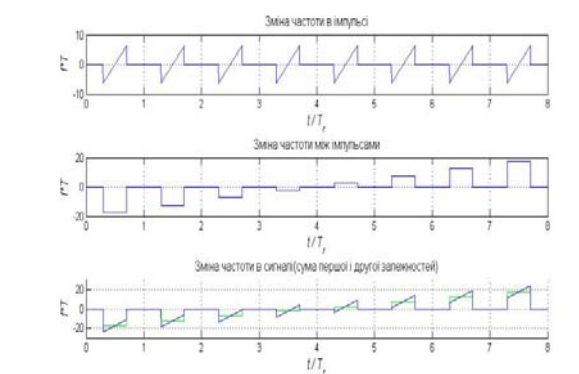 Зміна частоти в імпульсі
10
0
-10
f*T
0 1 2 3 4 5 6 7 8
t/T_r
Зміна частоти між імпульсами
20
0
-20
f*T
0 1 2 3 4 5 6 7 8
t/T_r
Зміна частоти в сигналі(сума першої і другої залежностей)
20
0
-20
f*T
0 1 2 3 4 5 6 7 8
t/T_r